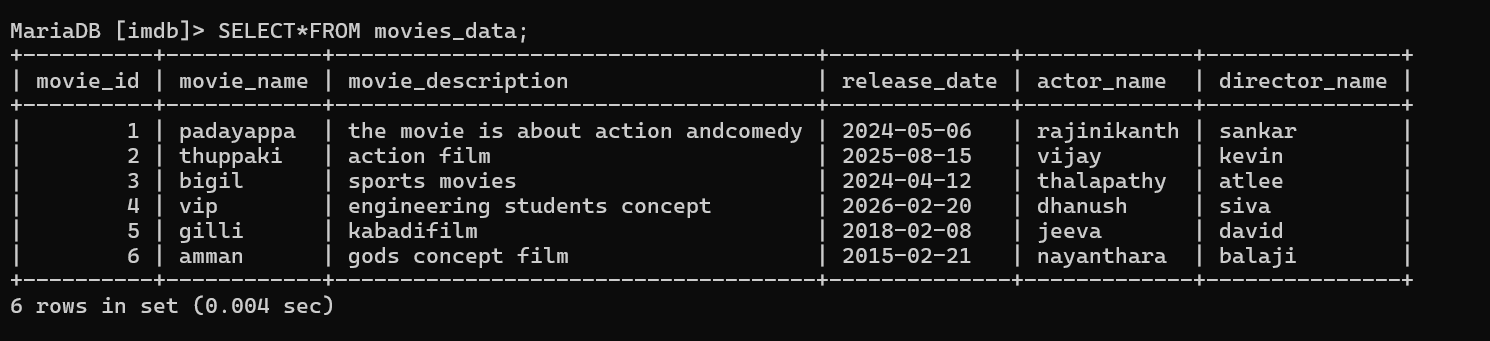 MariaDB [imdb]> SELECT*FROM movies_data;
+----------+------------+-------------------------------------+--------------+-------------+---------------+
| movie_id | movie_name | movie_description                   | release_date | actor_name  | director_name |
+----------+------------+-------------------------------------+--------------+-------------+---------------+
|        1 | padayappa  | the movie is about action andcomedy | 2024-05-06   | rajinikanth | sankar        |
|        2 | thuppaki   | action film                         | 2025-08-15   | vijay       | kevin         |
|        3 | bigil      | sports movies                       | 2024-04-12   | thalapathy  | atlee         |
|        4 | vip        | engineering students concept        | 2026-02-20   | dhanush     | siva          |
|        5 | gilli      | kabadifilm                          | 2018-02-08   | jeeva       | david         |
|        6 | amman      | gods concept film                   | 2015-02-21   | nayanthara  | balaji        |
+----------+------------+-------------------------------------+--------------+-------------+---------------+
6 rows in set (0.004 sec)